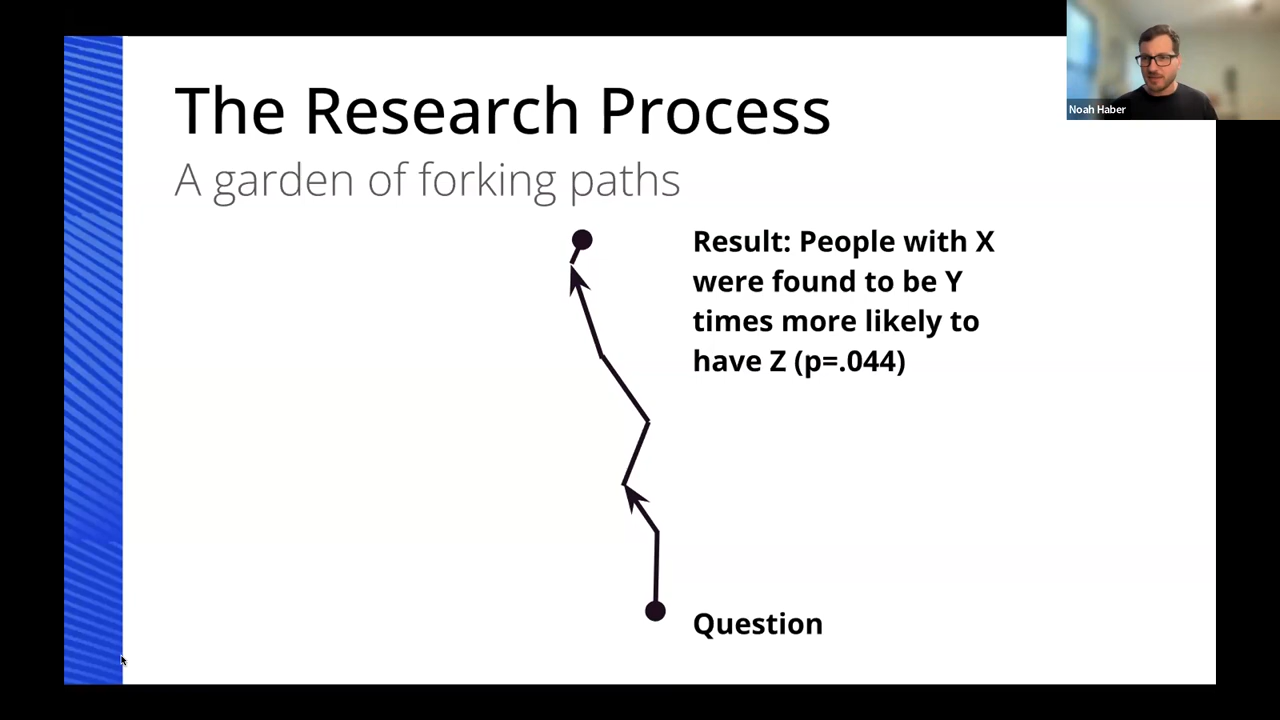 The Research Process
A garden of forking paths
Noah Haber
Result: People with X
were found to be Y
times more likely to
have Z (p=.044)
Question